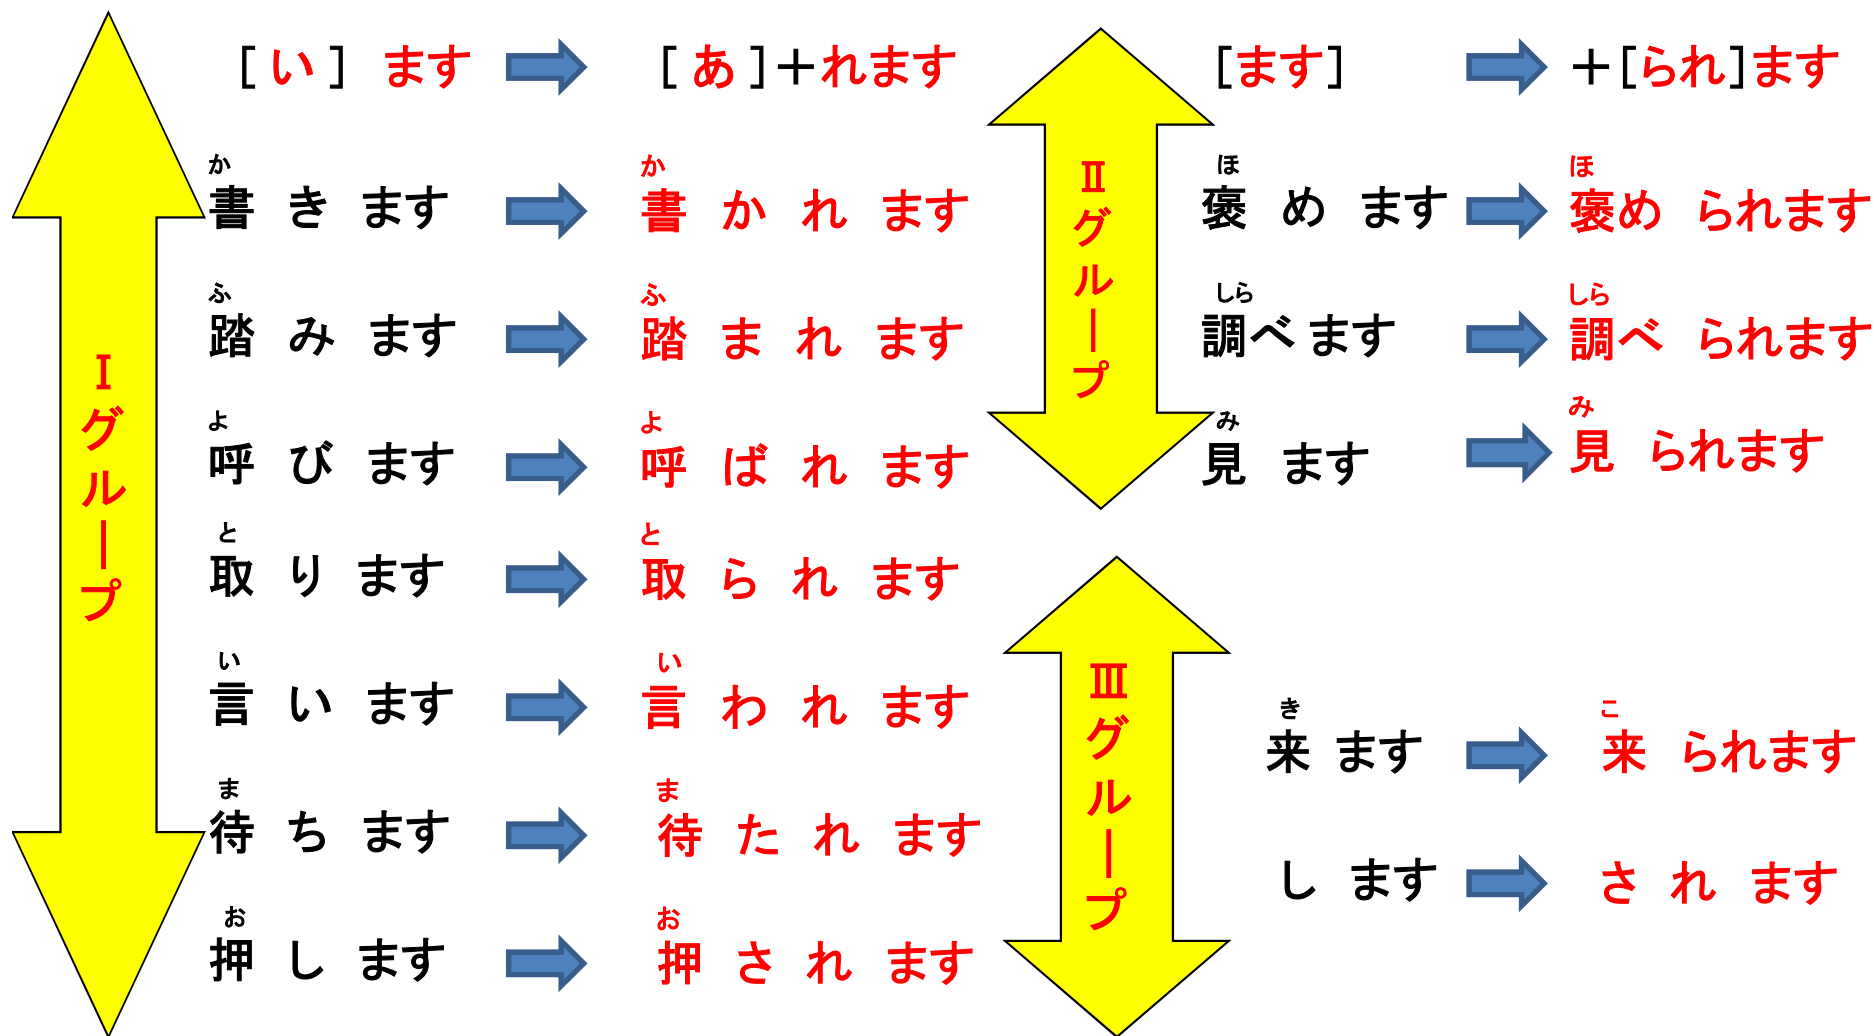 Ⅰグループ
[い] ます [あ]+れます
か か
書きます 書かれます
ふ ふ
踏みます 踏まれます
よ よ
呼びます 呼ばれます
と と
取ります 取られます
い い
言います 言われます
ま ま
待ちます 待たれます
お お
押します 押されます
Ⅱグループ
[ます] +[られ]ます
ほ ほ
褒めます 褒められます
しら しら
調べます 調べられます
み み
見ます 見られます
Ⅲグループ
き こ
来ます 来られます
します されます